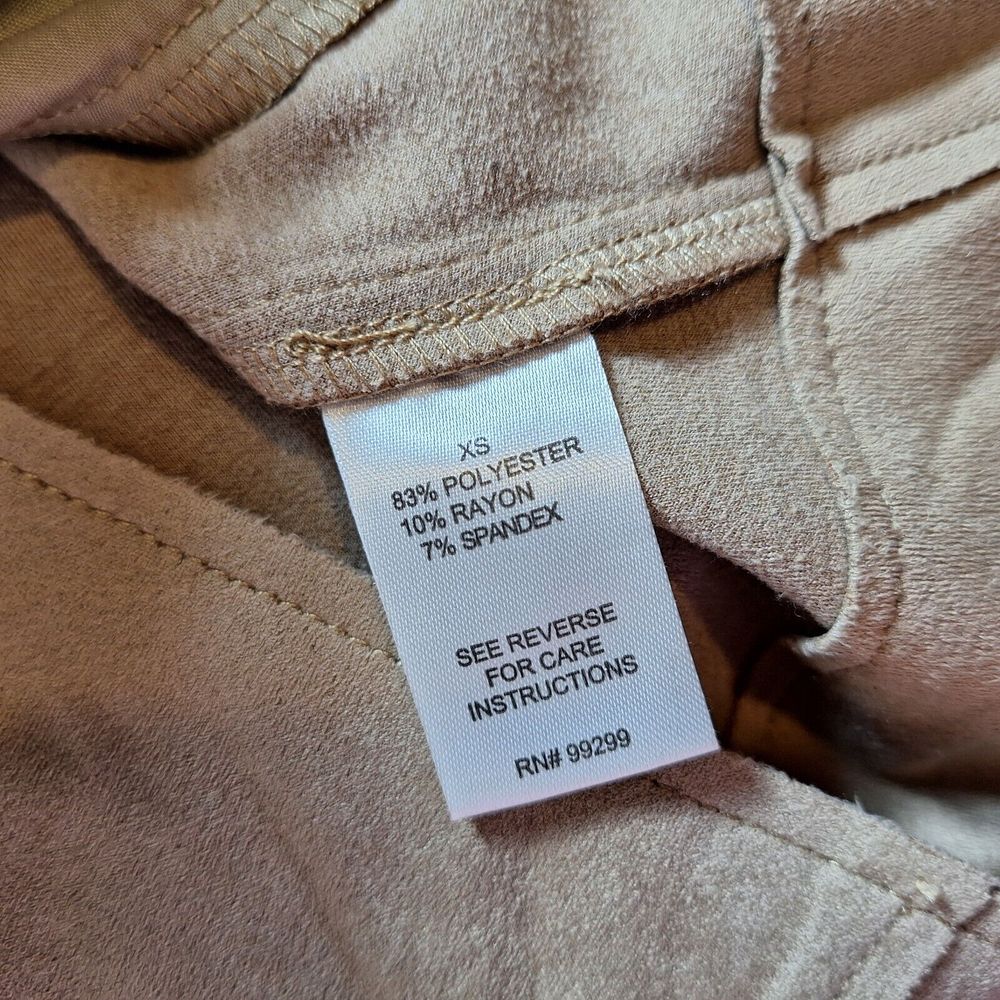 XS
83% POLYESTER
10% RAYON
7% SPANDEX
SEE REVERSE
FOR CARE
INSTRUCTIONS
RN# 99299